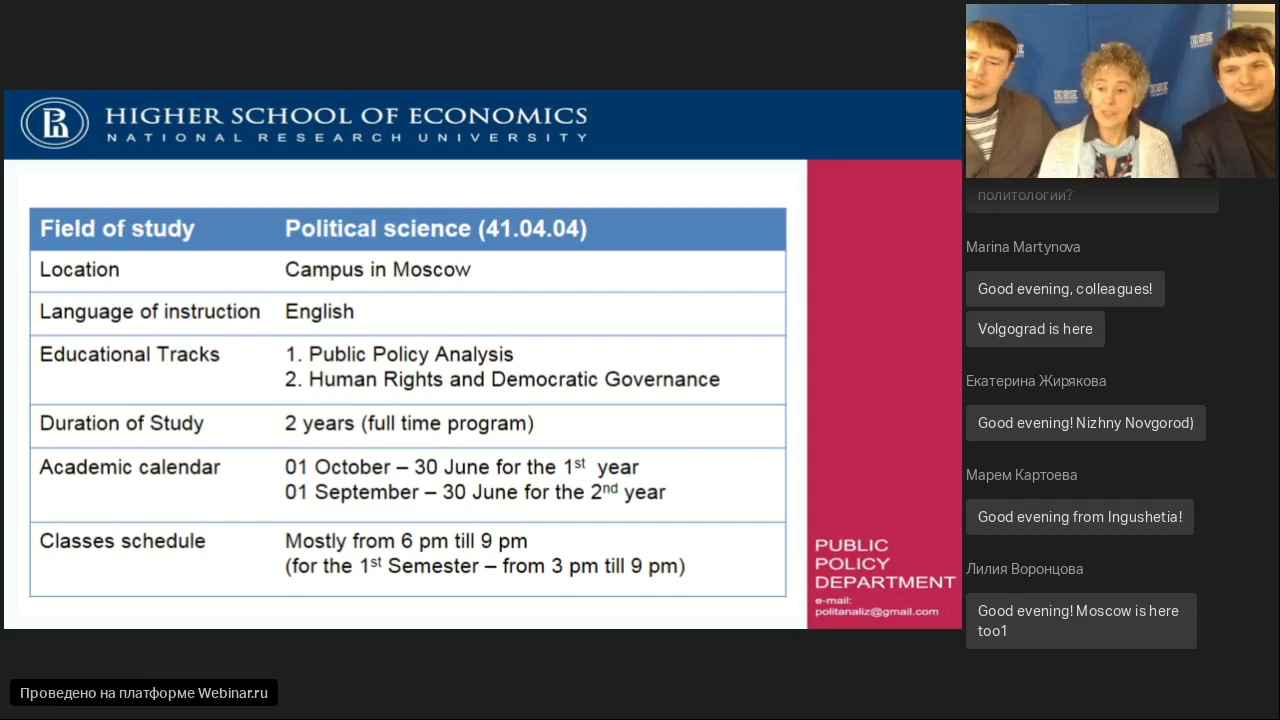 HIGHER SCHOOL OF ECONOMICS
NATIONAL RESEARCH UNIVERSITY
Field of study Political science (41.04.04)
Location Campus in Moscow
Language of instruction English
Educational Tracks 1. Public Policy Analysis
2. Human Rights and Democratic Governance
Duration of Study 2 years (full time program)
Academic calendar 01 October – 30 June for the 1st year
01 September – 30 June for the 2nd year
Classes schedule Mostly from 6 pm till 9 pm
(for the 1st Semester – from 3 pm till 9 pm)
PUBLIC
POLICY
DEPARTMENT
e-mail:
politanaliz@gmail.com
HSE
UNIVERSITY
политологии?
Marina Martynova
Good evening, colleagues!
Volgograd is here
Екатерина Жирякова
Good evening! Nizhny Novgorod)
Марем Картоева
Good evening from Ingushetia!
Лилия Воронцова
Good evening! Moscow is here
too1
Проведено на платформе Webinar.ru